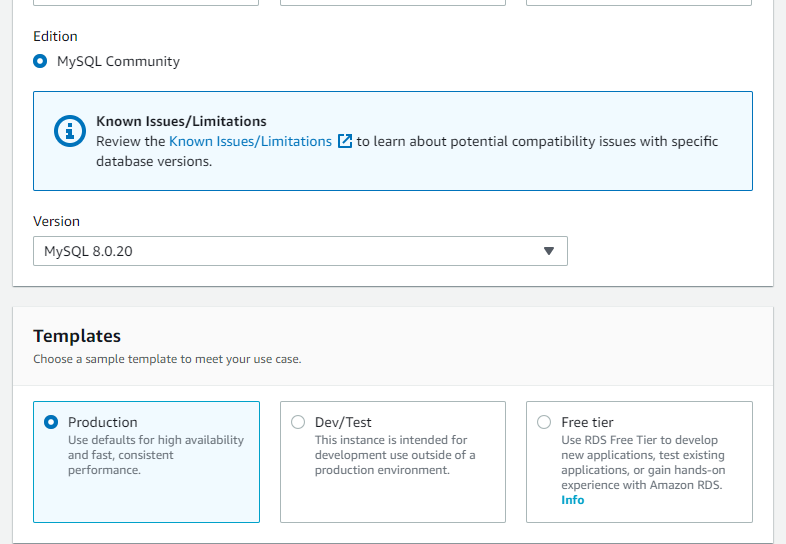 Edition
MySQL Community
Known Issues/Limitations
Review the Known Issues/Limitations to learn about potential compatibility issues with specific
database versions.
Version
MySQL 8.0.20
Templates
Choose a sample template to meet your use case.
Production
Use defaults for high availability
and fast, consistent
performance.
Dev/Test
This instance is intended for
development use outside of a
production environment.
Free tier
Use RDS Free Tier to develop
new applications, test existing
applications, or gain hands-on
experience with Amazon RDS.
Info